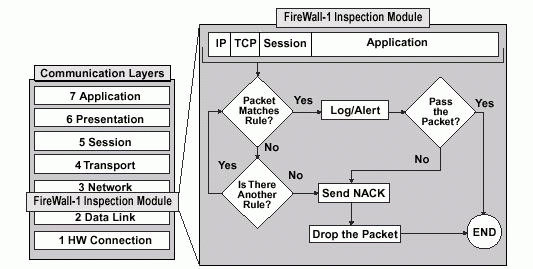 FireWall-1 Inspection Module
IP TCP Session Application
Communication Layers
7 Application
6 Presentation
5 Session
4 Transport
3 Network
FireWall-1 Inspection Module
2 Data Link
1 HW Connection
Packet
Matches
Rule?
Yes
Log/Alert
Pass
the
Packet?
Yes
No
No
Yes
Is There
Another
Rule?
No
Send NACK
Drop the Packet
END